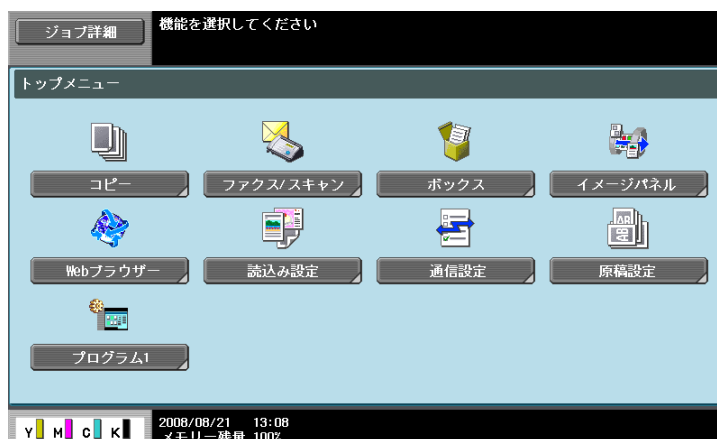 ジョブ詳細
機能を選択してください
トップメニュー
コピー
ファクス/スキャン
ボックス
イメージパネル
Webブラウザー
読込み設定
通信設定
原稿設定
プログラム1
Y M C K
2008/08/21 13:08
メモリー残量 100%